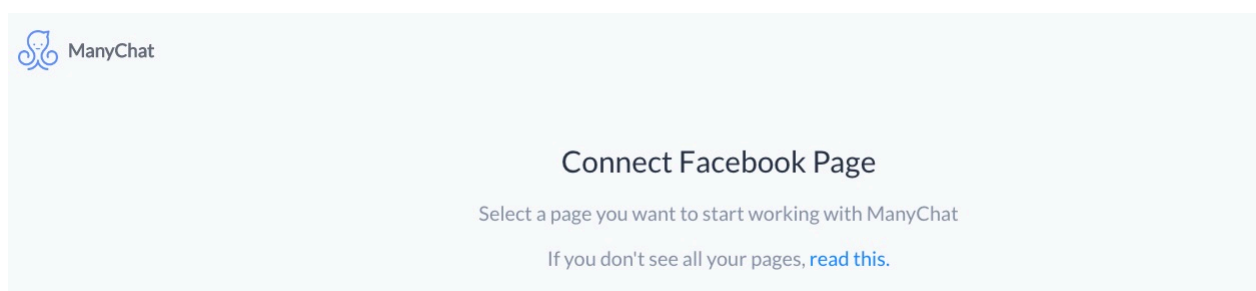 ManyChat
Connect Facebook Page
Select a page you want to start working with ManyChat
If you don't see all your pages, read this.